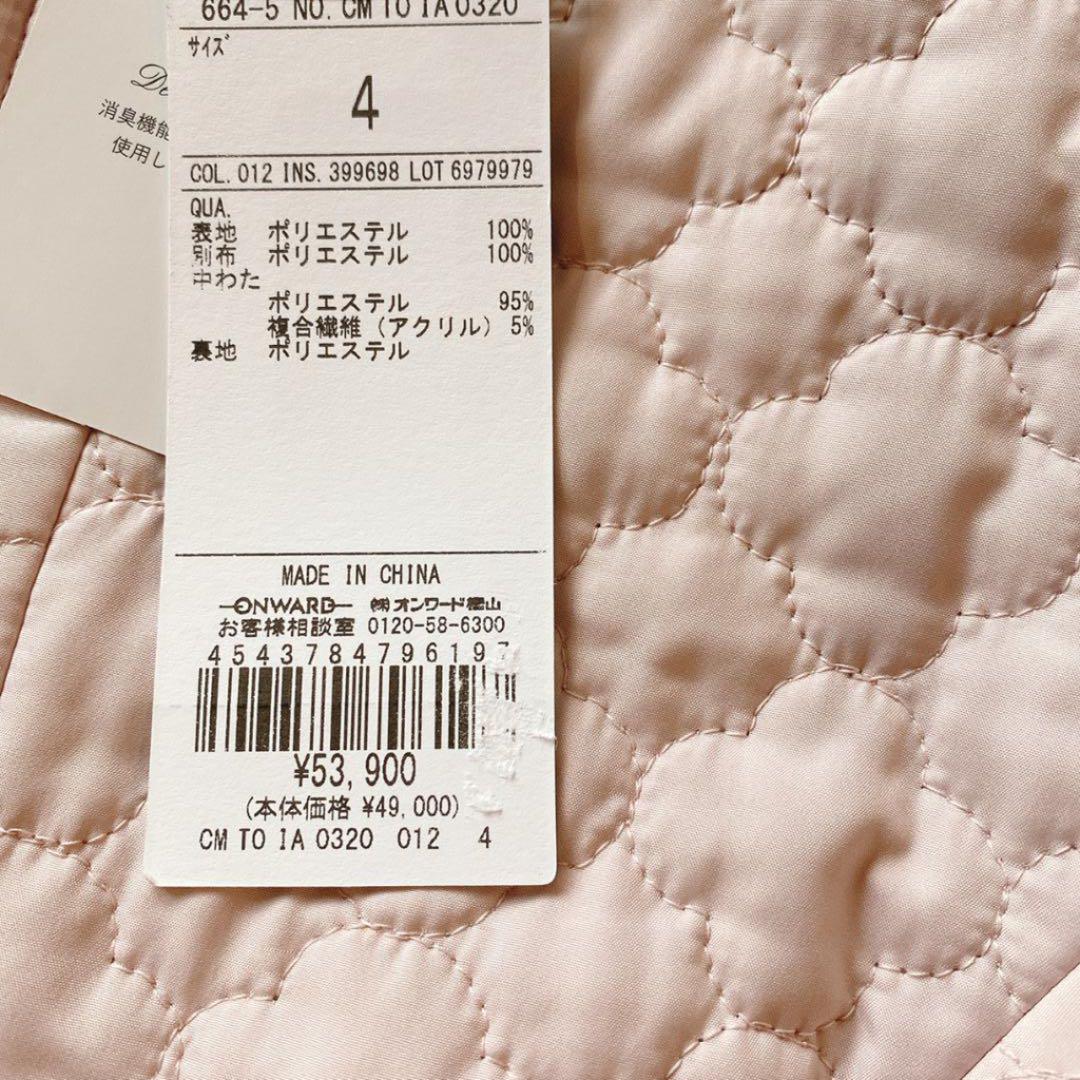 664-5 NO. CM TO IA 0320
サイズ
4
消臭機能
使用し
COL. 012 INS. 399698 LOT 6979979
QUA.
表地 ポリエステル 100%
別布 ポリエステル 100%
中わた
ポリエステル 95%
複合繊維 (アクリル) 5%
裏地 ポリエステル
MADE IN CHINA
ONWARD ㈱オンワード樫山
お客様相談室 0120-58-6300
4543784796197
¥53,900
(本体価格 ¥49,000)
CM TO IA 0320 012 4